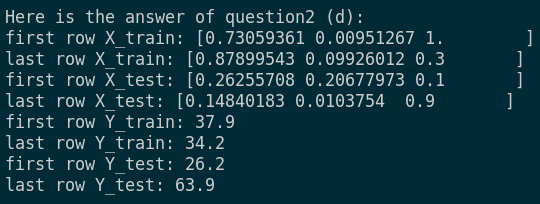 Here is the answer of question2 (d):
first row X_train: [0.73059361 0.00951267 1.        ]
last row X_train: [0.87899543 0.09926012 0.3       ]
first row X_test: [0.26255708 0.20677973 0.1       ]
last row X_test: [0.14840183 0.0103754  0.9       ]
first row Y_train: 37.9
last row Y_train: 34.2
first row Y_test: 26.2
last row Y_test: 63.9